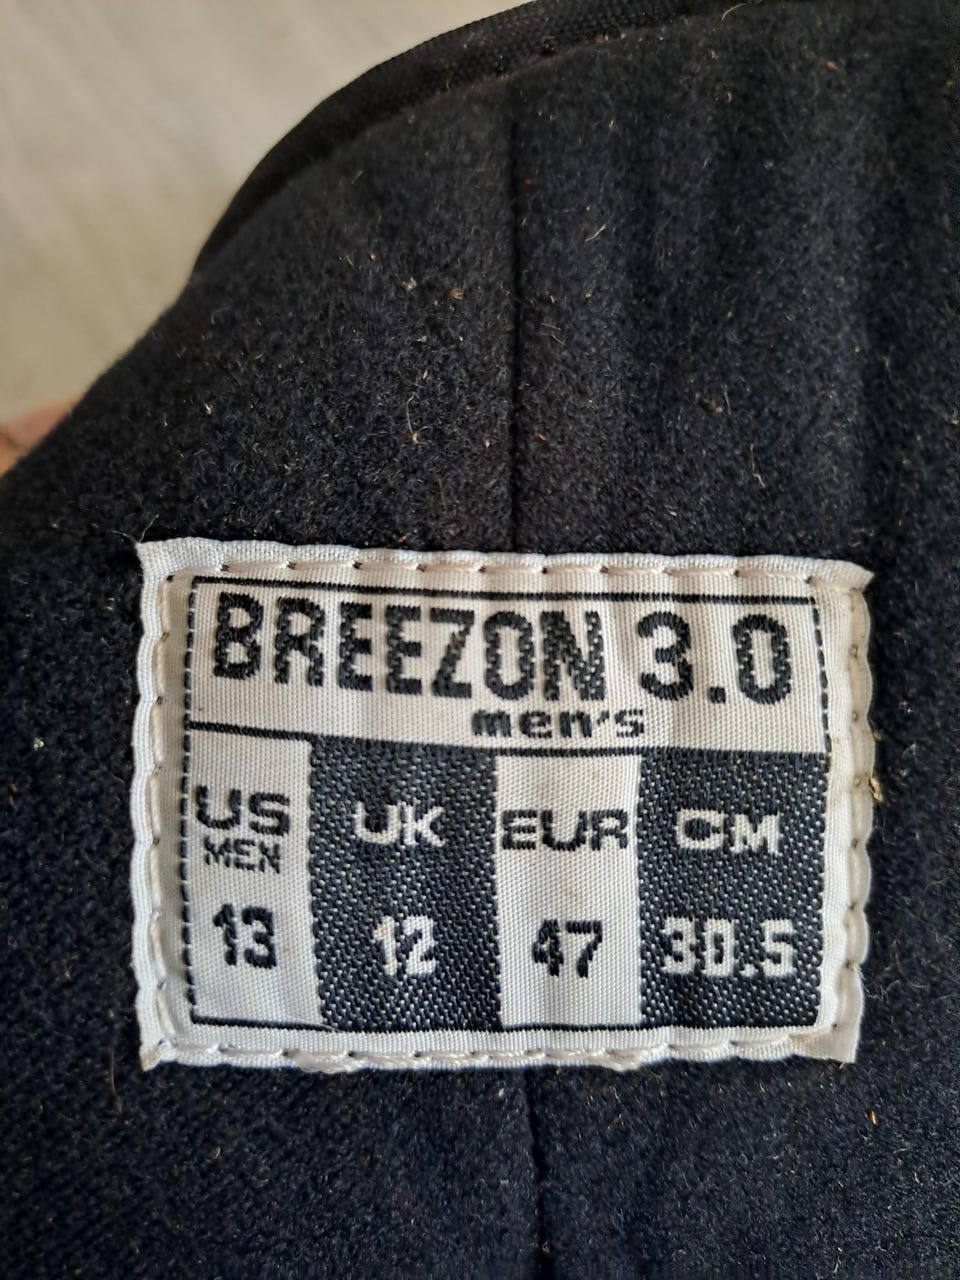 BREEZON 3.0
men's
US UK EUR CM
MEN
13 12 47 30.5